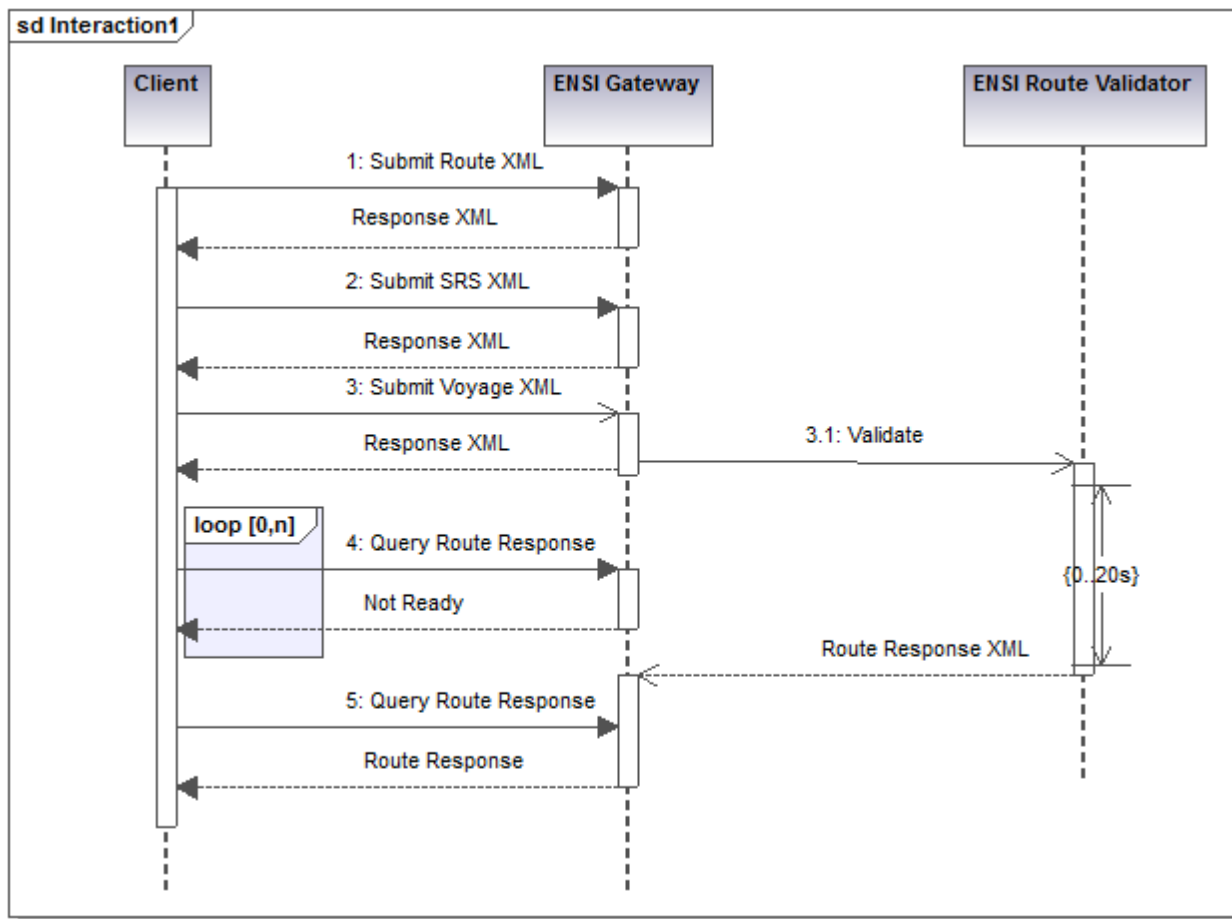 sd Interaction1
Client
ENSI Gateway
ENSI Route Validator
1: Submit Route XML
Response XML
2: Submit SRS XML
Response XML
3: Submit Voyage XML
3.1: Validate
Response XML
loop [0,n]
4: Query Route Response
{0..20s}
Not Ready
Route Response XML
5: Query Route Response
Route Response